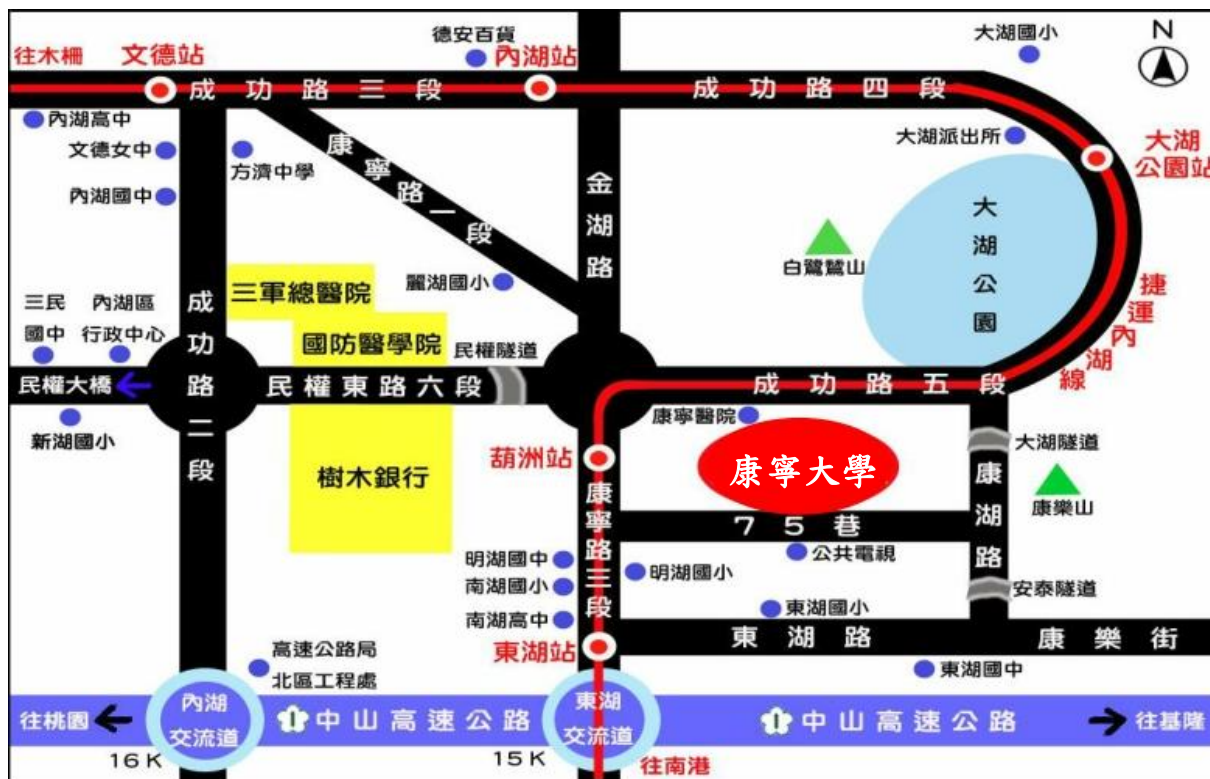 德安百貨
大湖國小
N
往木柵
文德站
內湖站
成功路三段
成功路四段
內湖高中
文德女中
方濟中學
內湖國中
康寧路一段
金湖路
大湖派出所
大湖
公園站
大湖公園
白鷺鷥山
三軍總醫院
麗湖國小
國防醫學院
民權隧道
三民
國中
內湖區
行政中心
成功路二段
捷運內湖線
民權大橋
民權東路六段
成功路五段
新湖國小
康寧醫院
大湖隧道
葫洲站
康寧大學
樹木銀行
康寧路三段
康湖路
康樂山
75巷
明湖國中
明湖國小
公共電視
南湖國小
安泰隧道
南湖高中
東湖國小
東湖站
東湖路
康樂街
高速公路局
北區工程處
東湖國中
往桃園
內湖
交流道
1
中山高速公路
東湖
交流道
1
中山高速公路
往基隆
16K
15K
往南港